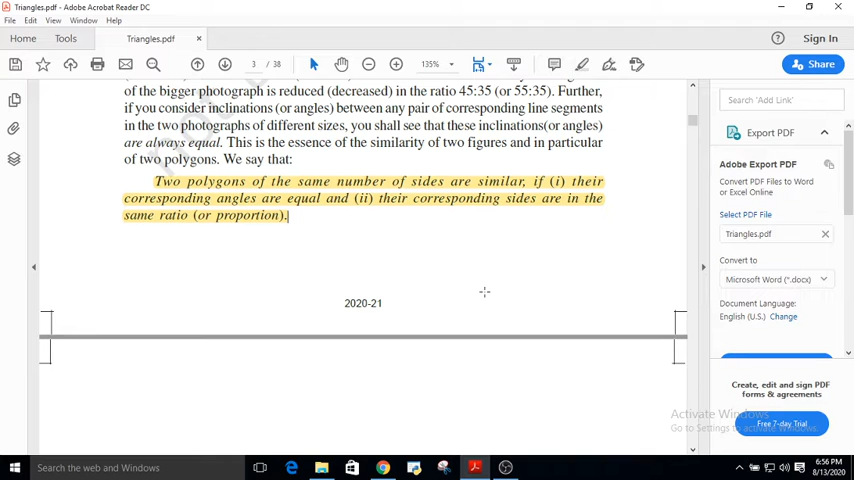 Triangles.pdf - Adobe Acrobat Reader DC
File Edit View Window Help
Home Tools Triangles.pdf Sign In
3 / 38 135% Share
of the bigger photograph is reduced (decreased) in the ratio 45:35 (or 55:35). Further,
if you consider inclinations (or angles) between any pair of corresponding line segments
in the two photographs of different sizes, you shall see that these inclinations(or angles)
are always equal. This is the essence of the similarity of two figures and in particular
of two polygons. We say that:
Two polygons of the same number of sides are similar, if (i) their
corresponding angles are equal and (ii) their corresponding sides are in the
same ratio (or proportion).
2020-21
Search 'Add Link'
Export PDF
Adobe Export PDF
Convert PDF Files to Word
or Excel Online
Select PDF File
Triangles.pdf
Convert to
Microsoft Word (*.docx)
Document Language:
English (U.S.) Change
Create, edit and sign PDF
forms & agreements
Activate Windows
Go to Settings to activate Windows.
Free 7-day Trial
Search the web and Windows
6:56 PM
8/13/2020